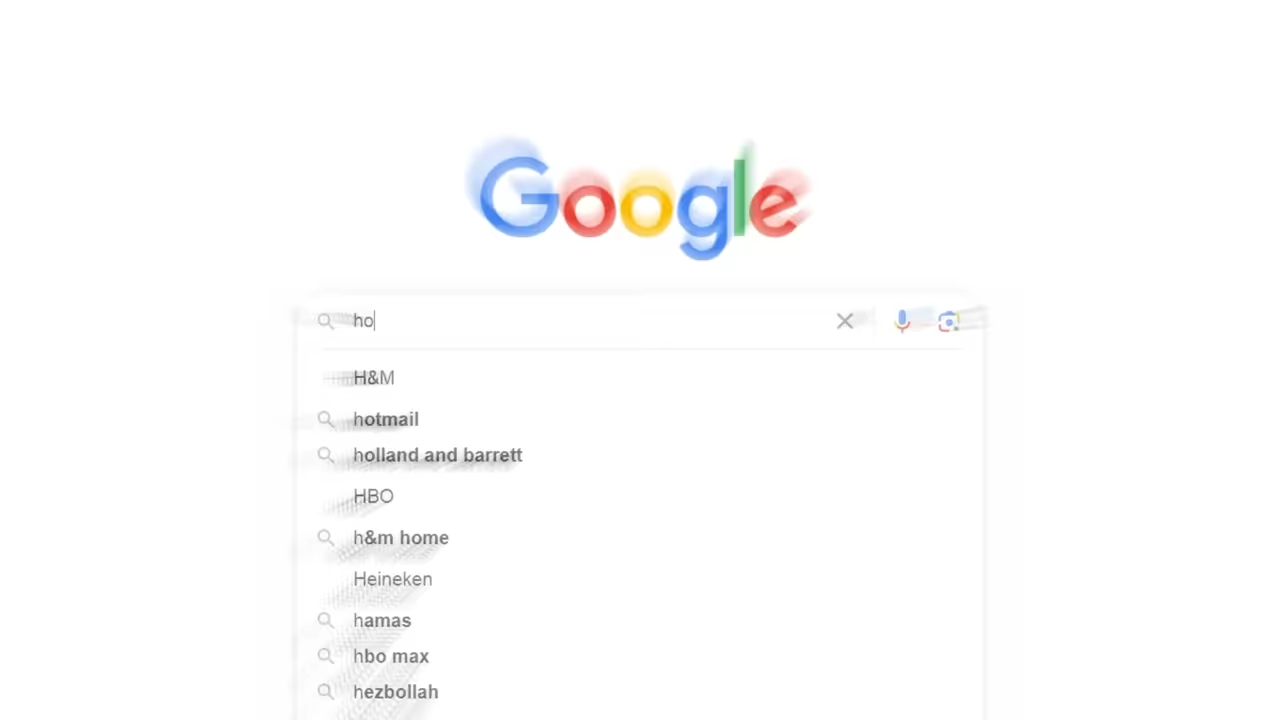 Google
ho
H&M
hotmail
holland and barrett
HBO
h&m home
Heineken
hamas
hbo max
hezbollah